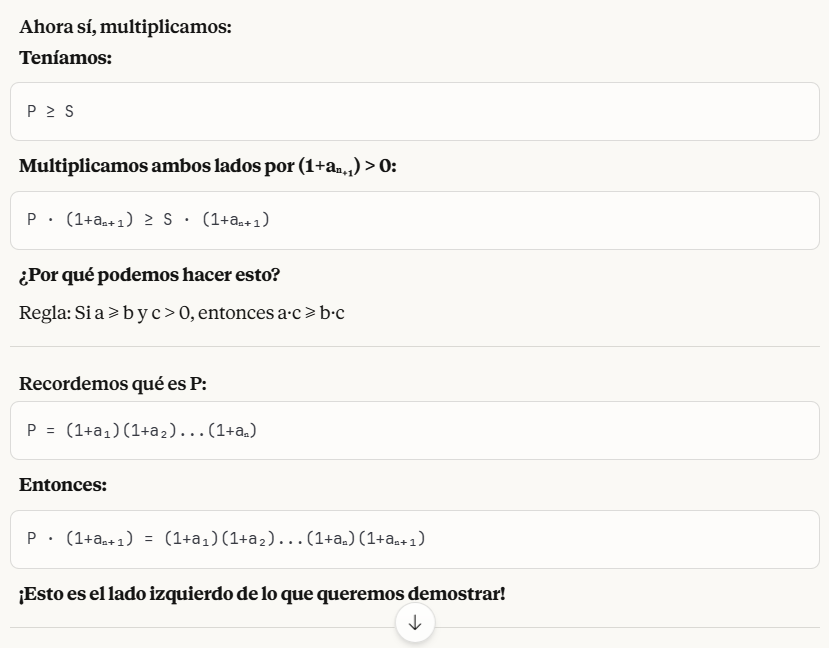 Ahora sí, multiplicamos:
Teníamos:
P ≥ S
Multiplicamos ambos lados por (1+aₙ₊₁) > 0:
P · (1+aₙ₊₁) ≥ S · (1+aₙ₊₁)
¿Por qué podemos hacer esto?
Regla: Si a ≥ b y c > 0, entonces a·c ≥ b·c
Recordemos qué es P:
P = (1+a₁)(1+a₂)...(1+aₙ)
Entonces:
P · (1+aₙ₊₁) = (1+a₁)(1+a₂)...(1+aₙ)(1+aₙ₊₁)
¡Esto es el lado izquierdo de lo que queremos demostrar!